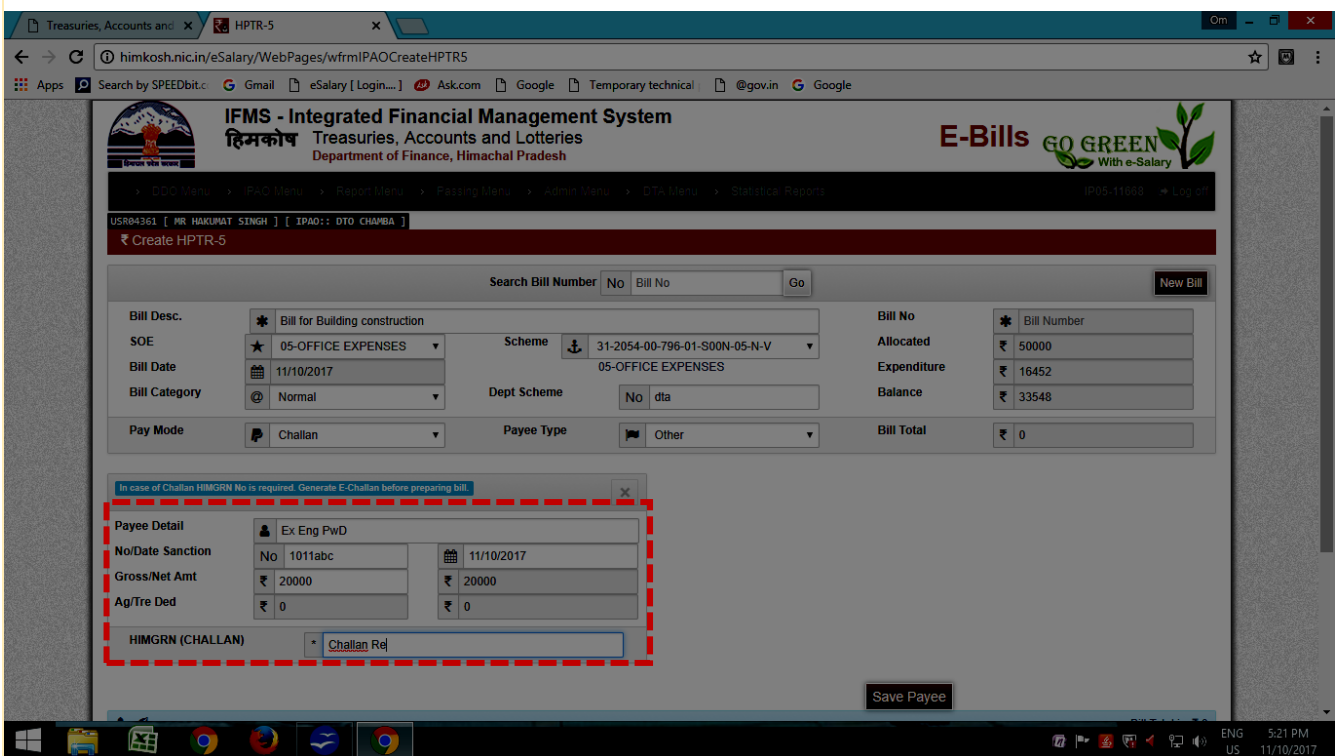 Treasuries, Accounts and
HPTR-5
Om
himkosh.nic.in/eSalary/WebPages/wfrmIPAOCreateHPTR5
Apps Search by SPEEDbit.c Gmail eSalary [ Login....] Ask.com Google Temporary technical @gov.in Google
IFMS - Integrated Financial Management System
हिमकोष Treasuries, Accounts and Lotteries
Department of Finance, Himachal Pradesh
E-Bills GO GREEN
With e-Salary
DDO Menu IPAO Menu Report Menu Passing Menu Admin Menu DTA Menu Statistical Reports IP05-11668 Log off
USR04361 [ MR HAKUMAT SINGH ] [ IPAO:: DTO CHAMBA ]
₹ Create HPTR-5
Search Bill Number No Bill No Go New Bill
Bill Desc. Bill for Building construction Bill No Bill Number
SOE 05-OFFICE EXPENSES Scheme 31-2054-00-796-01-S00N-05-N-V Allocated ₹ 50000
Bill Date 11/10/2017 05-OFFICE EXPENSES Expenditure ₹ 16452
Bill Category @ Normal Dept Scheme No dta Balance ₹ 33548
Pay Mode Challan Payee Type Other Bill Total ₹ 0
In case of Challan HIMGRN No is required. Generate E-Challan before preparing bill.
Payee Detail Ex Eng PwD
No/Date Sanction No 1011abc 11/10/2017
Gross/Net Amt ₹ 20000 ₹ 20000
Ag/Tre Ded ₹ 0 ₹ 0
HIMGRN (CHALLAN) * Challan Re
Save Payee
ENG 5:21 PM
US 11/10/2017